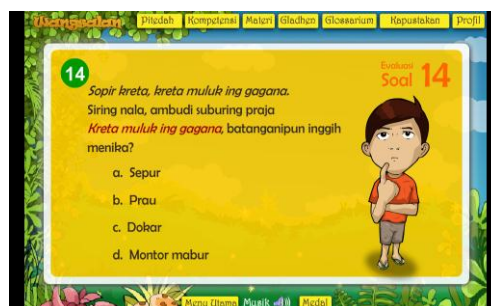 Wangsalan Pitedah Kompetensi Materi Gladhen Glossarium Kapustakan Profil
14
Evaluasi
Soal 14
Sopir kreta, kreta muluk ing gagana.
Siring nala, ambudi suburing praja
Kreta muluk ing gagana, batanganipun inggih
menika?
a. Sepur
b. Prau
c. Dokar
d. Montor mabur
Menu Utama Musik Medal